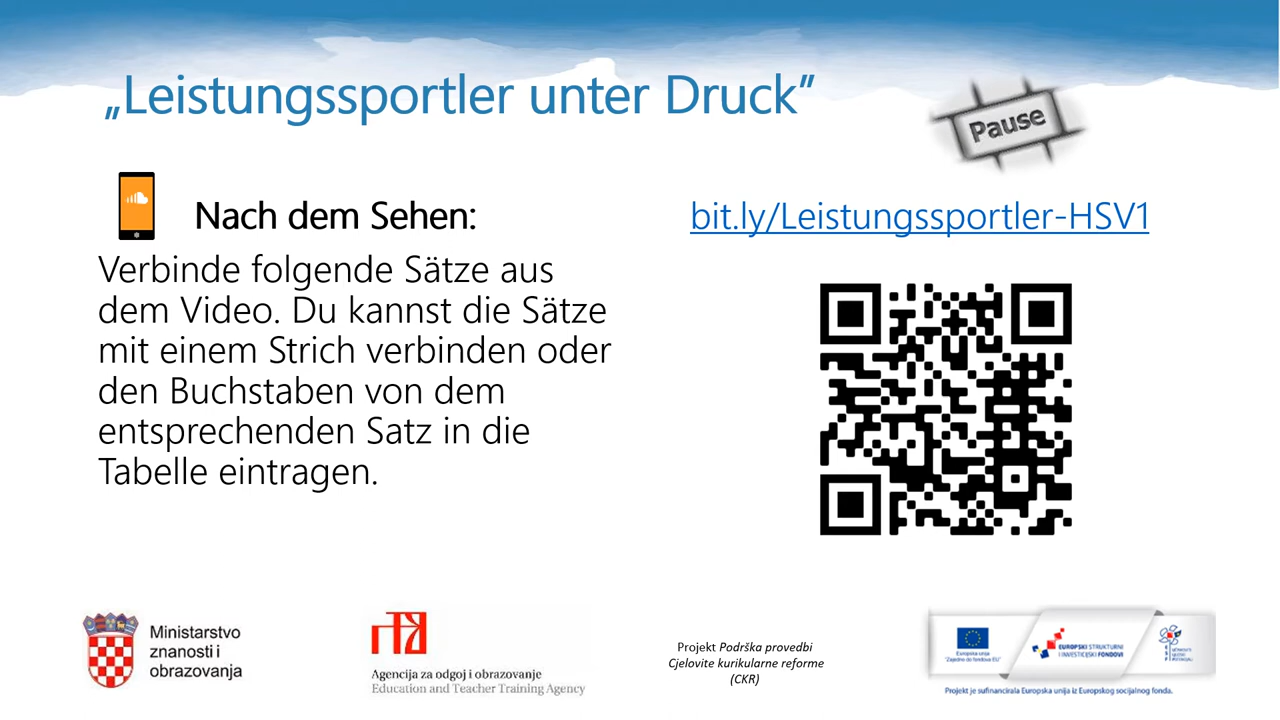 „Leistungssportler unter Druck”
Pause
Nach dem Sehen:
Verbinde folgende Sätze aus
dem Video. Du kannst die Sätze
mit einem Strich verbinden oder
den Buchstaben von dem
entsprechenden Satz in die
Tabelle eintragen.
bit.ly/Leistungssportler-HSV1
Ministarstvo
znanosti i
obrazovanja
Agencija za odgoj i obrazovanje
Education and Teacher Training Agency
Projekt Podrška provedbi
Cjelovite kurikularne reforme
(CKR)
Europska unija
"Zajedno do fondova EU"
EUROPSKI STRUKTURNI
I INVESTICIJSKI FONDOVI
Projekt je sufinancirala Europska unija iz Europskog socijalnog fonda.